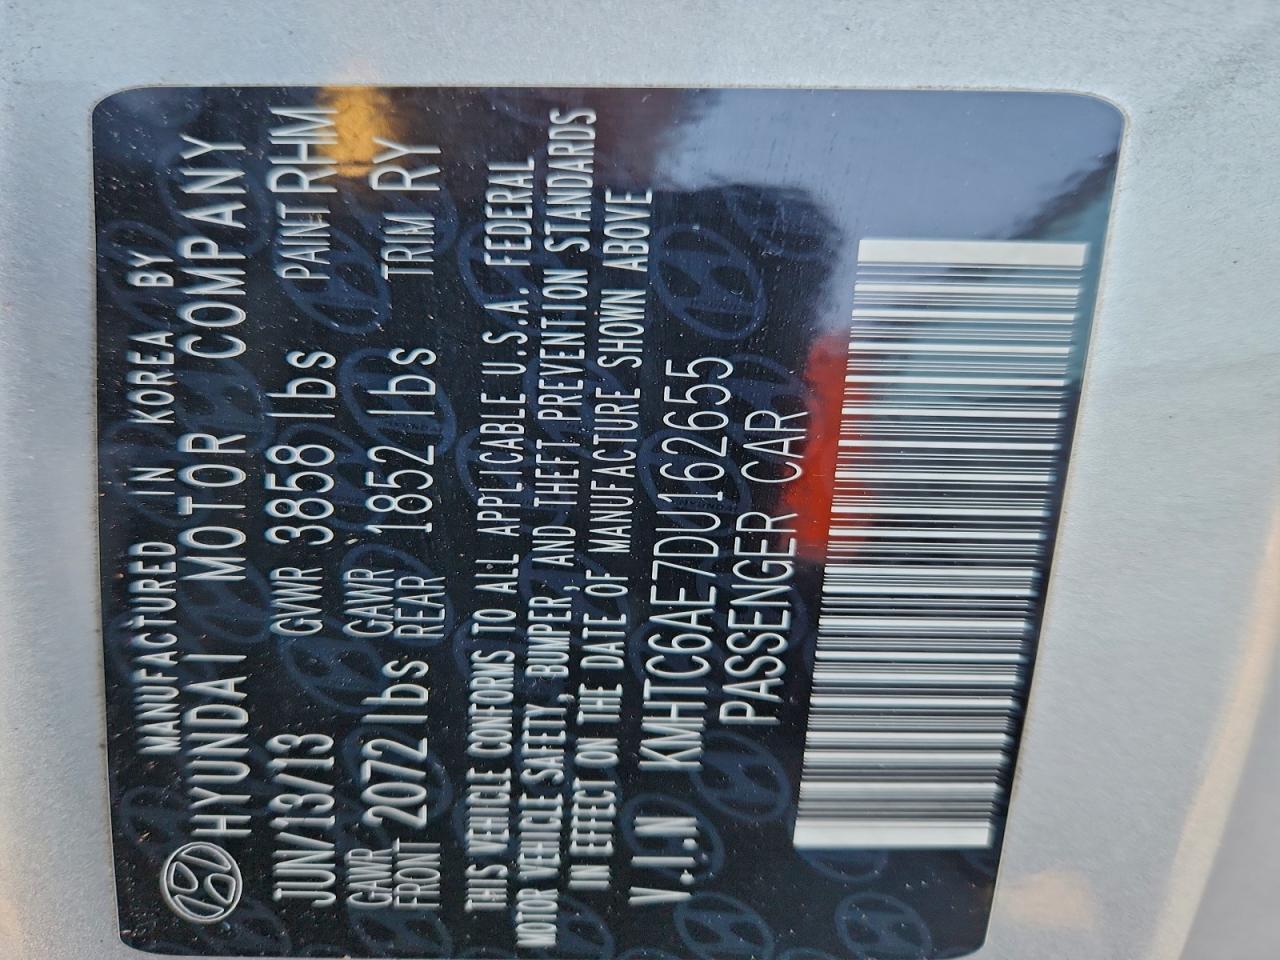 MANUFACTURED IN KOREA BY
HYUNDAI MOTOR COMPANY
JUN/13/13 GVWR 3858 lbs PAINT RHM
GAWR FRONT 2072 lbs GAWR REAR 1852 lbs TRIM RY
THIS VEHICLE CONFORMS TO ALL APPLICABLE U.S.A. FEDERAL
MOTOR VEHICLE SAFETY, BUMPER, AND THEFT PREVENTION STANDARDS
IN EFFECT ON THE DATE OF MANUFACTURE SHOWN ABOVE
V.I.N KMHTC6AE7DU162655
PASSENGER CAR